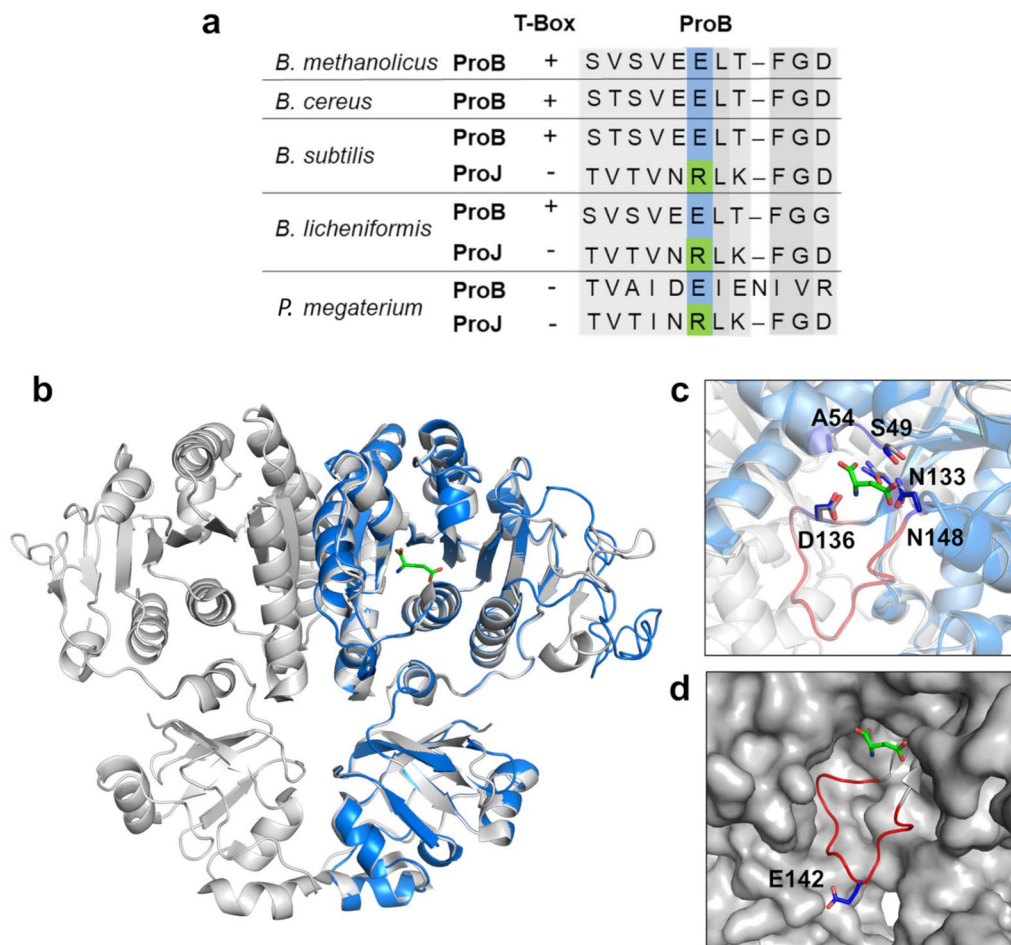 a
T-Box ProB
B. methanolicus ProB + S V S V E E L T – F G D
B. cereus ProB + S T S V E E L T – F G D
B. subtilis ProB + S T S V E E L T – F G D
ProJ - T V T V N R L K – F G D
B. licheniformis ProB + S V S V E E L T – F G G
ProJ - T V T V N R L K – F G D
P. megaterium ProB - T V A I D E I E N I V R
ProJ - T V T I N R L K – F G D
b
c
A54 S49
N133
D136 N148
d
E142